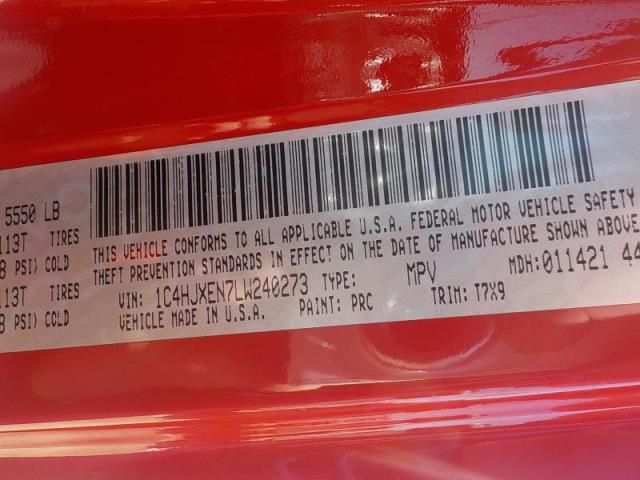 5550 LB
113T TIRES
8 PSI) COLD
113T TIRES
8 PSI) COLD
THIS VEHICLE CONFORMS TO ALL APPLICABLE U.S.A. FEDERAL MOTOR VEHICLE SAFETY
THEFT PREVENTION STANDARDS IN EFFECT ON THE DATE OF MANUFACTURE SHOWN ABOVE
VIN: 1C4HJXEN7LW240273 TYPE: MPV MDH:011421 44
VEHICLE MADE IN U.S.A. PAINT: PRC TRIM: T7X9